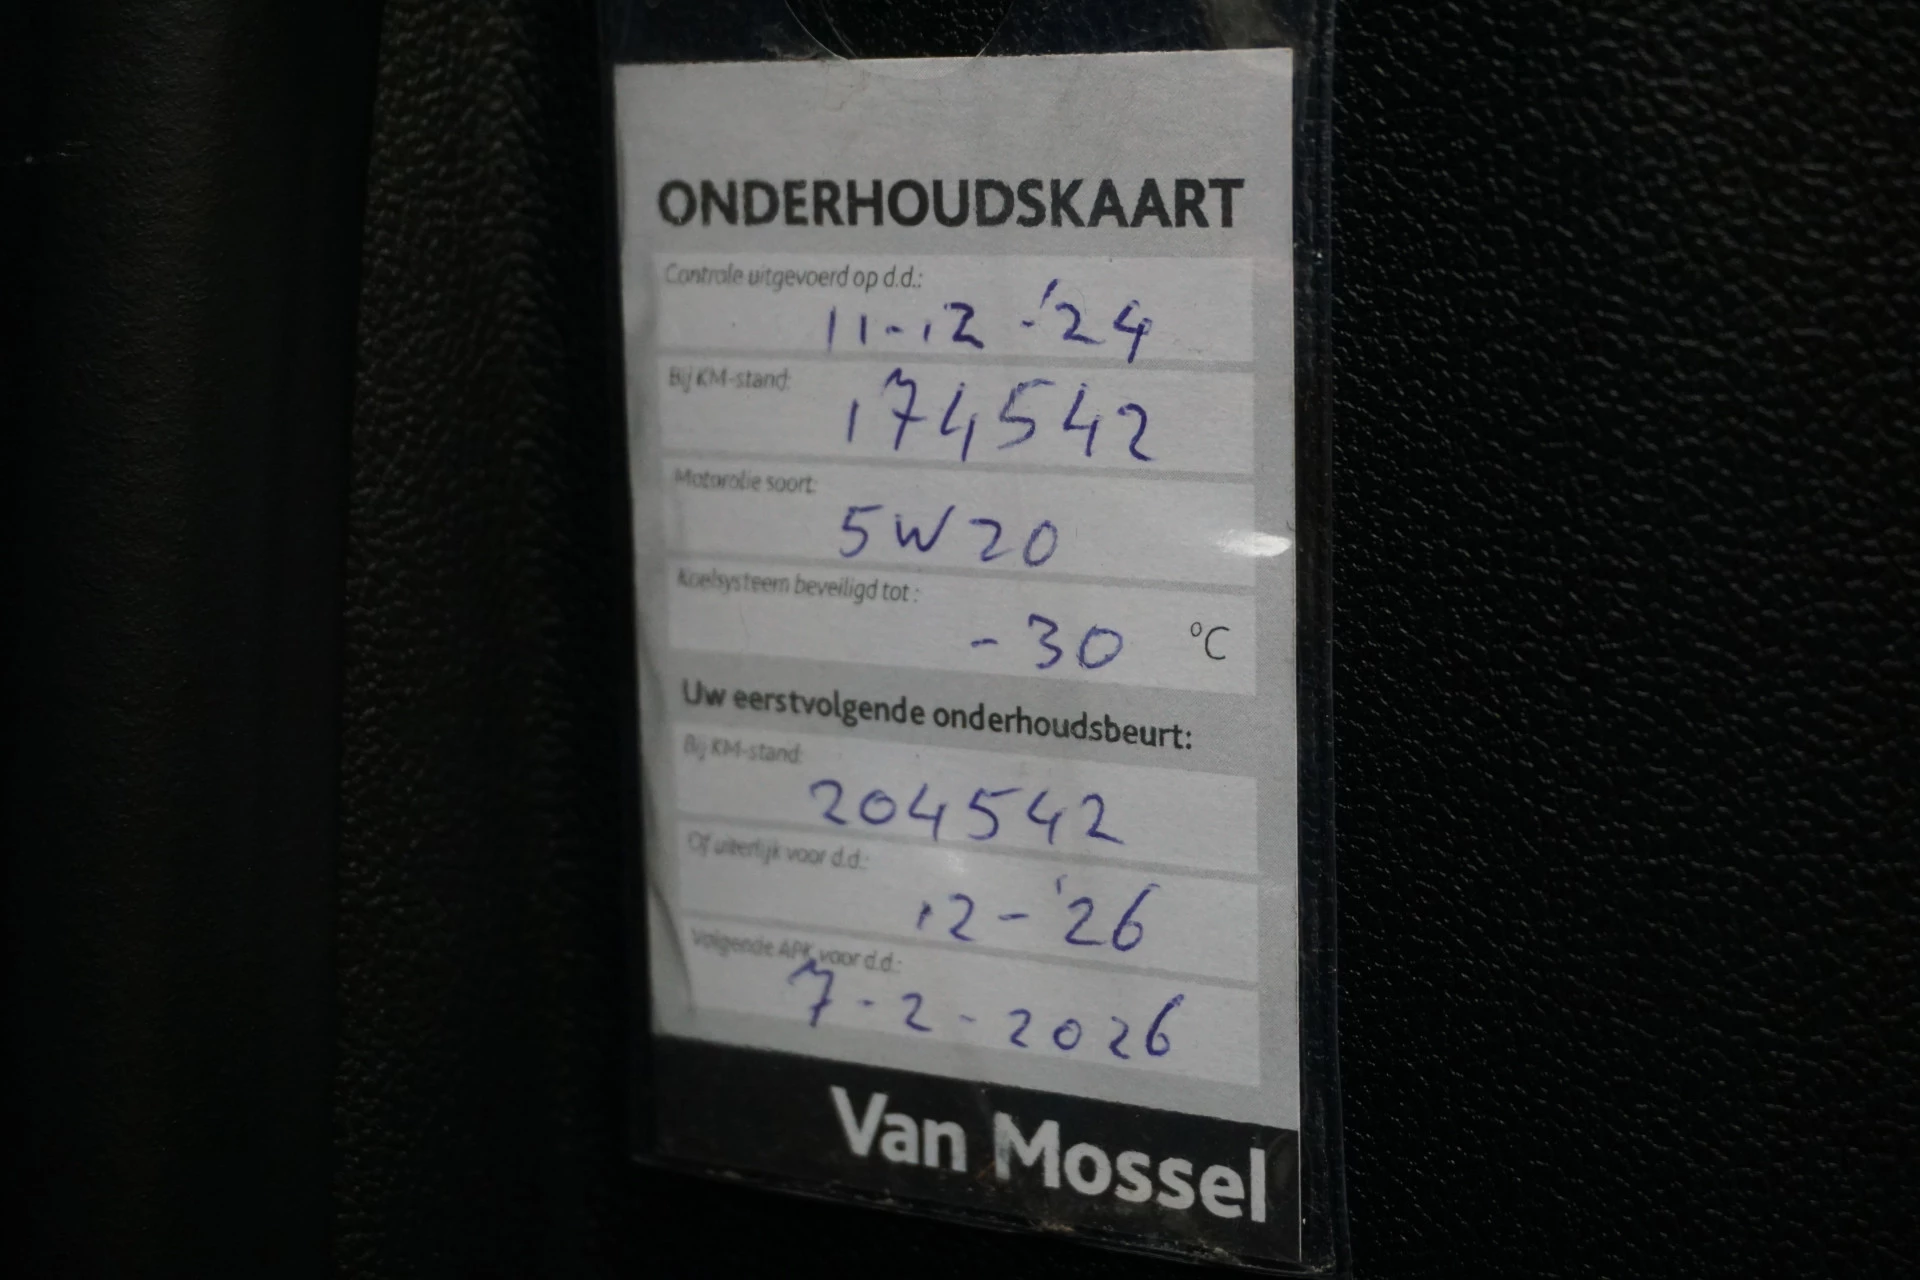 ONDERHOUDSKAART
Controle uitgevoerd op d.d.:
11-12-'24
Bij KM-stand:
174542
Motorolie soort:
5W20
Koelsysteem beveiligd tot :
-30 °C
Uw eerstvolgende onderhoudsbeurt:
Bij KM-stand:
204542
Of uiterlijk voor d.d.:
12-'26
Volgende APK voor d.d.:
7-2-2026
Van Mossel